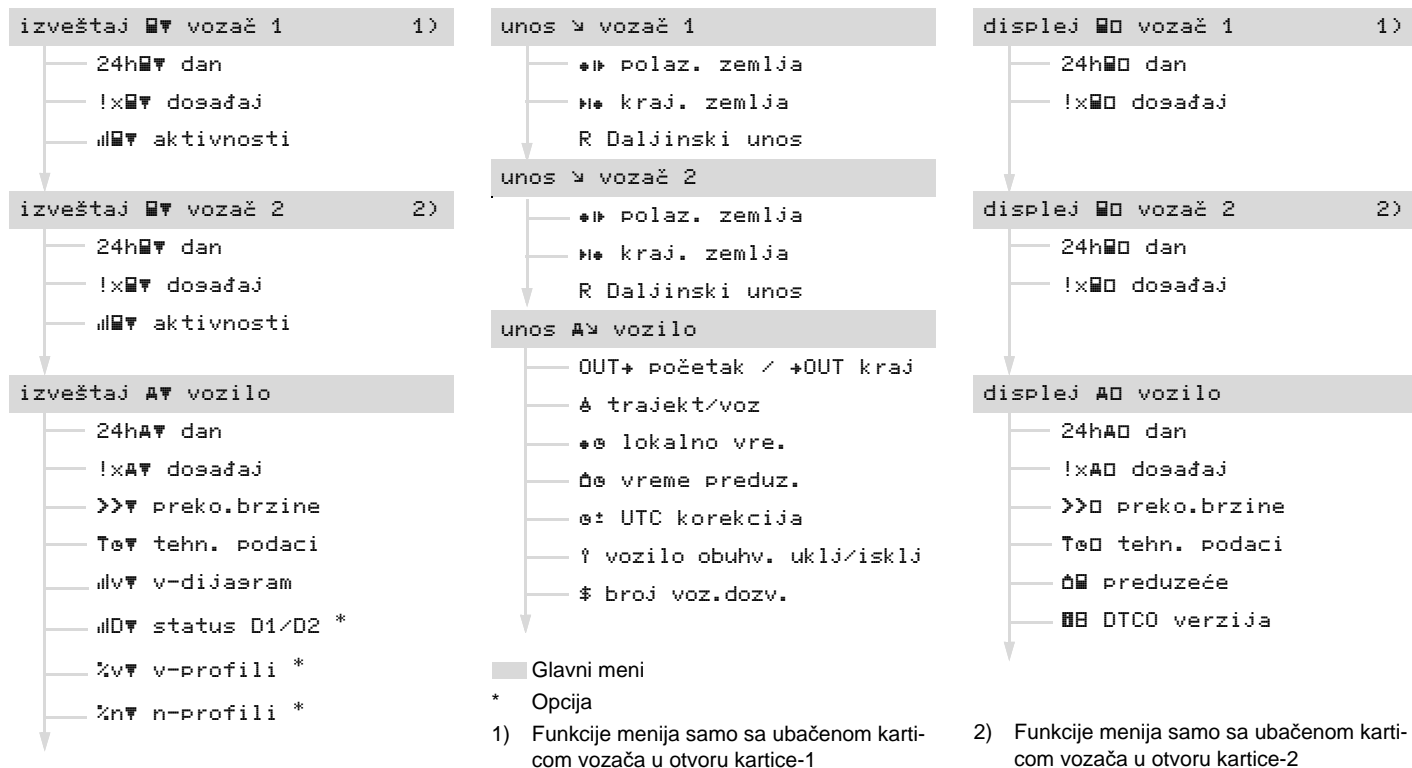 izveštaj vozač 1 1)
24h dan
!x događaj
aktivnosti
izveštaj vozač 2 2)
24h dan
!x događaj
aktivnosti
izveštaj vozilo
24h dan
!x događaj
>> preko.brzine
tehn. podaci
v v-dijagram
D status D1/D2 *
%v v-profili *
%n n-profili *
unos vozač 1
polaz. zemlja
kraj. zemlja
R Daljinski unos
unos vozač 2
polaz. zemlja
kraj. zemlja
R Daljinski unos
unos vozilo
OUT→ početak / →OUT kraj
trajekt/voz
lokalno vre.
vreme preduz.
± UTC korekcija
vozilo obuhv. uklj/isklj
$ broj voz.dozv.
Glavni meni
* Opcija
1) Funkcije menija samo sa ubačenom karti-
com vozača u otvoru kartice-1
displej vozač 1 1)
24h dan
!x događaj
displej vozač 2 2)
24h dan
!x događaj
displej vozilo
24h dan
!x događaj
>> preko.brzine
tehn. podaci
preduzeće
DTCO verzija
2) Funkcije menija samo sa ubačenom karti-
com vozača u otvoru kartice-2